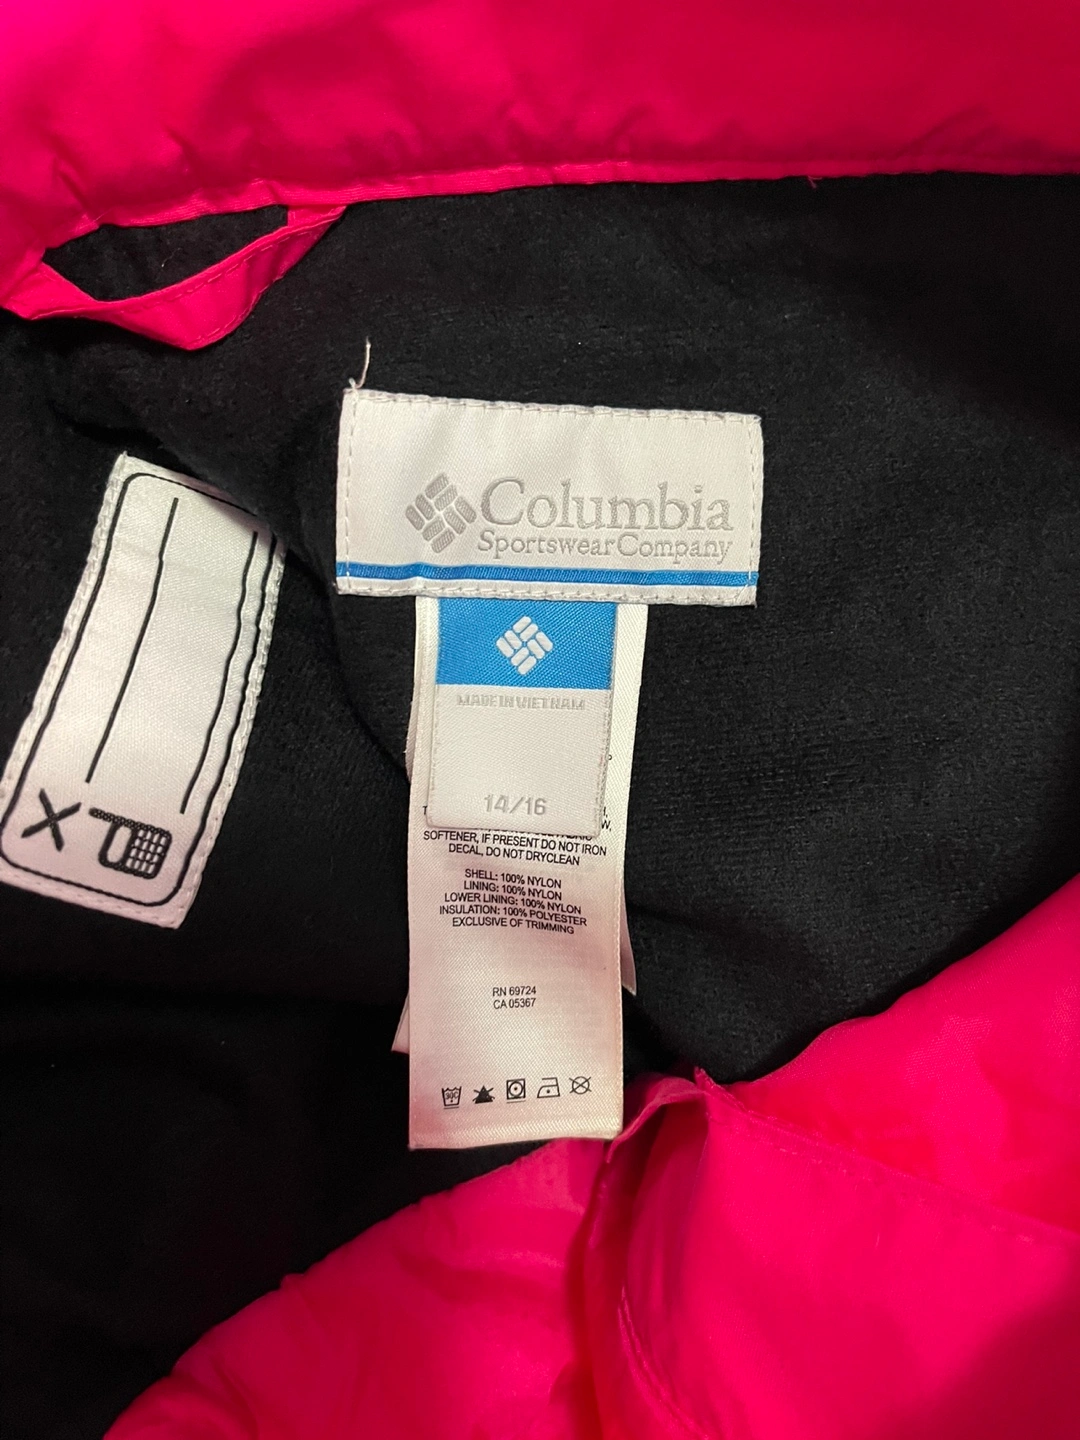 Columbia
Sportswear Company
MADE IN VIETNAM
14/16
SOFTENER, IF PRESENT DO NOT IRON
DECAL, DO NOT DRYCLEAN
SHELL: 100% NYLON
LINING: 100% NYLON
LOWER LINING: 100% NYLON
INSULATION: 100% POLYESTER
EXCLUSIVE OF TRIMMING
RN 69724
CA 05367
X